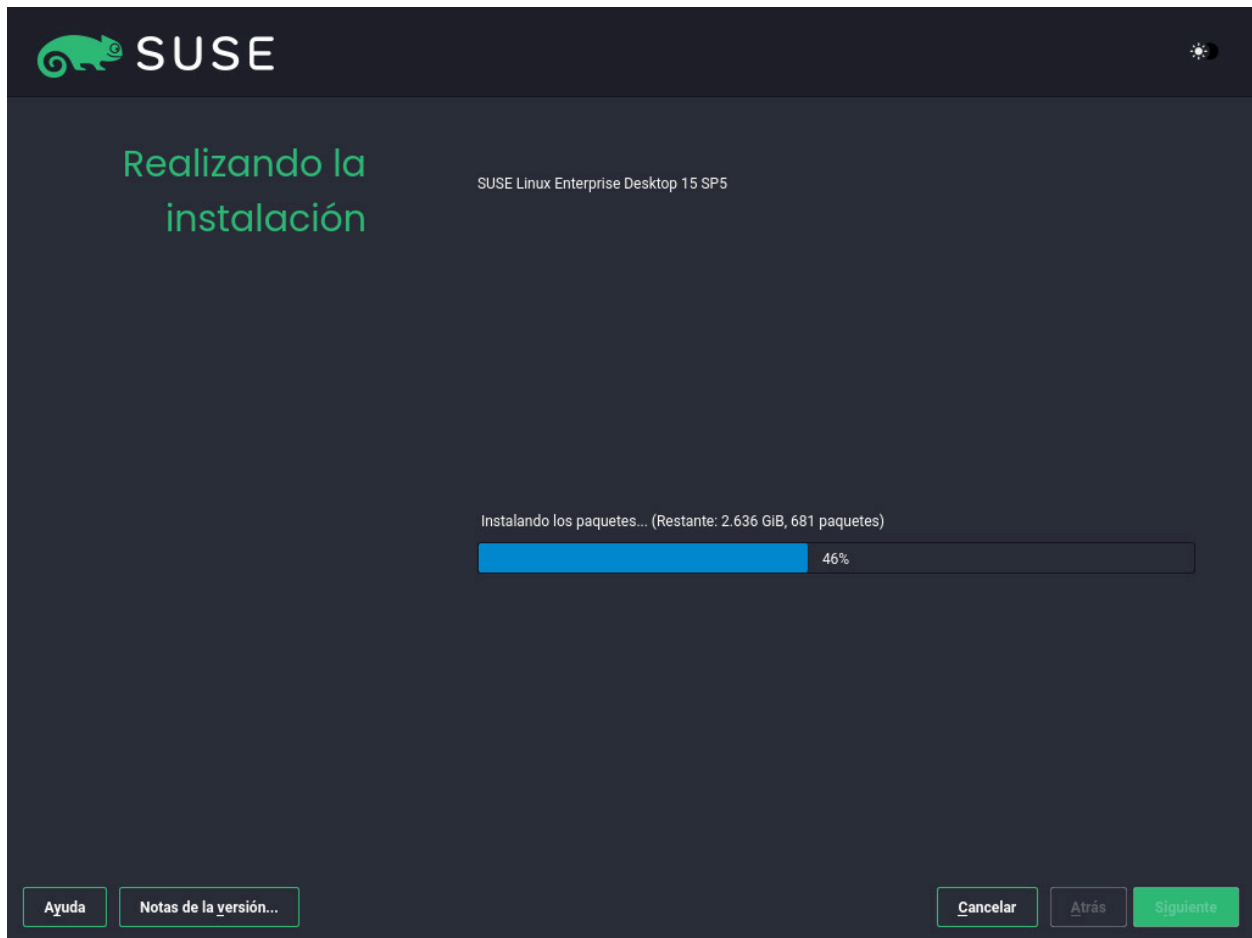 SUSE
Realizando la
instalación
SUSE Linux Enterprise Desktop 15 SP5
Instalando los paquetes... (Restante: 2.636 GiB, 681 paquetes)
46%
Ayuda
Notas de la versión...
Cancelar
Atrás
Siguiente